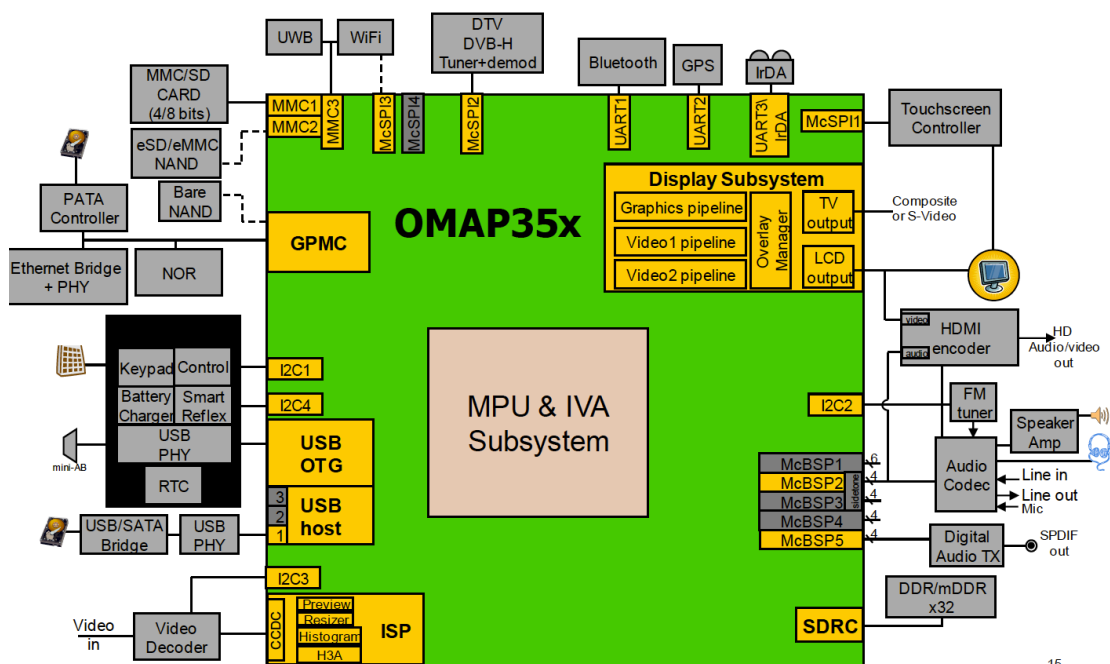 UWB
WiFi
DTV
DVB-H
Tuner+demod
Bluetooth
GPS
IrDA
MMC/SD
CARD
(4/8 bits)
Touchscreen
Controller
MMC1
MMC2
MMC3
McSPI3
McSPI4
McSPI2
UART1
UART2
UART3\
IrDA
McSPI1
eSD/eMMC
NAND
Bare
NAND
PATA
Controller
Ethernet Bridge
+ PHY
NOR
GPMC
OMAP35x
Display Subsystem
Graphics pipeline
Video1 pipeline
Video2 pipeline
Overlay
Manager
TV
output
LCD
output
Composite
or S-Video
video
audio
HDMI
encoder
HD
Audio/video
out
Keypad
Control
Battery
Charger
Smart
Reflex
USB
PHY
RTC
mini-AB
I2C1
I2C4
USB
OTG
3
2
1
USB
host
USB/SATA
Bridge
USB
PHY
MPU & IVA
Subsystem
I2C2
FM
tuner
Speaker
Amp
Audio
Codec
Line in
Line out
Mic
McBSP1
McBSP2
McBSP3
McBSP4
McBSP5
sidetone
6
4
4
4
4
Digital
Audio TX
SPDIF
out
I2C3
Video
in
Video
Decoder
CCDC
Preview
Resizer
Histogram
H3A
ISP
SDRC
DDR/mDDR
x32
15